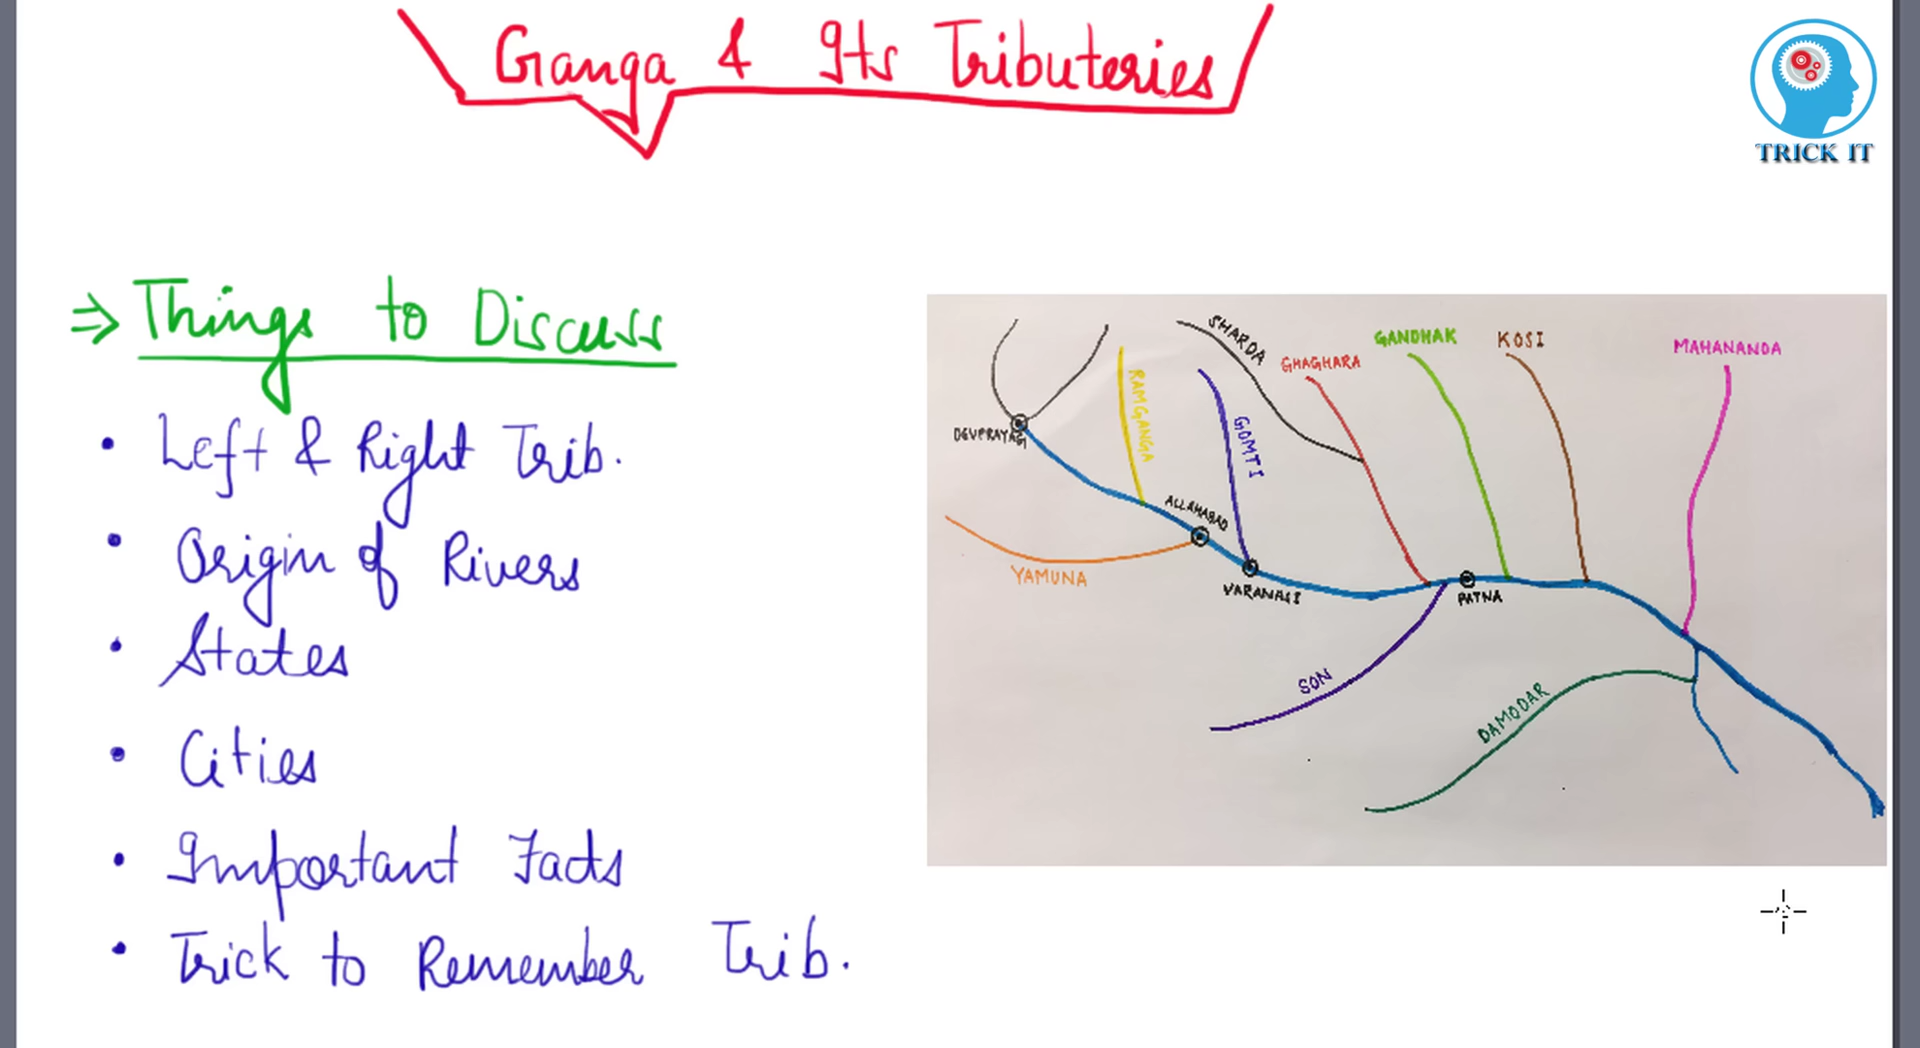 Ganga & Its Tributeries
TRICK IT
⇒ Things to Discuss
• Left & Right Trib.
• Origin of Rivers
• States
• Cities
• Important Facts
• Trick to Remember Trib.
SHARDA
GHAGHARA
GANDHAK
KOSI
MAHANANDA
DEVPRAYAG
RAMGANGA
GOMTI
ALLAHABAD
YAMUNA
VARANASI
PATNA
SON
DAMODAR